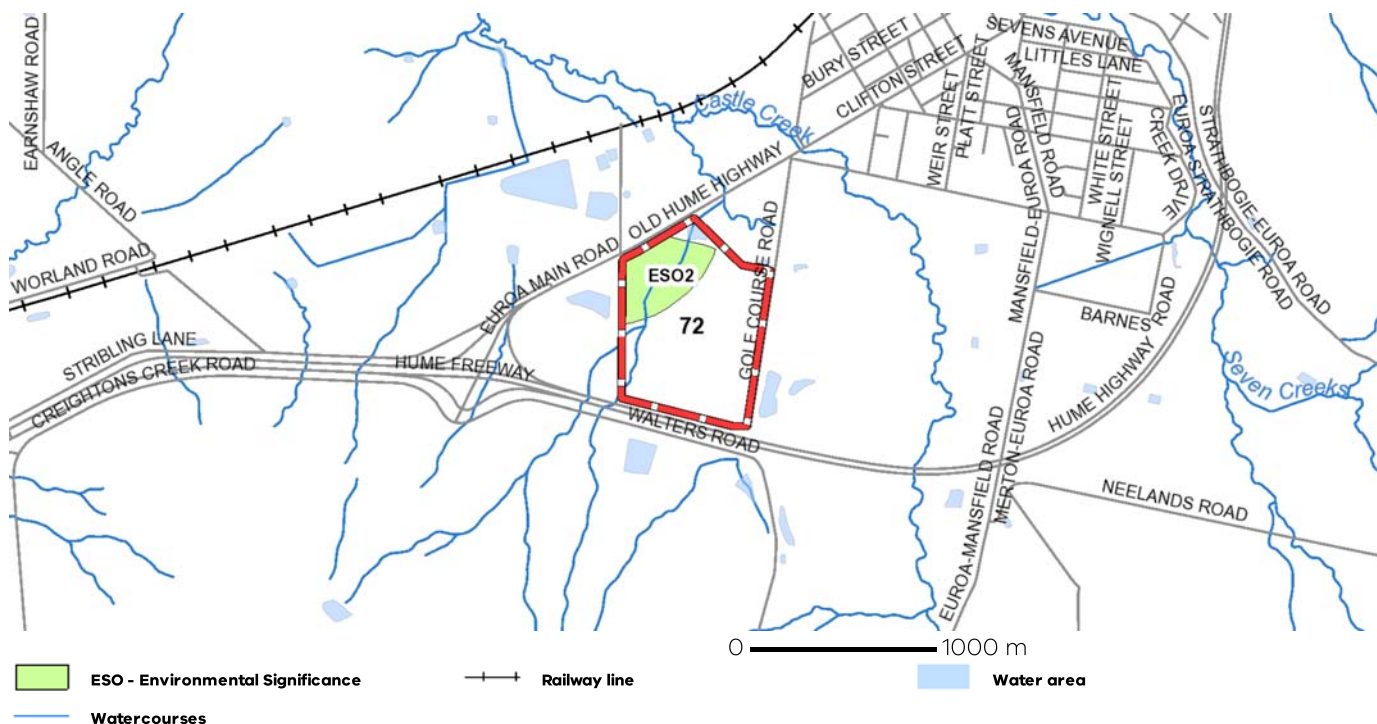 EARNSHAW ROAD
ANGLE ROAD
WORLAND ROAD
STRIBLING LANE
CREIGHTONS CREEK ROAD
HUME FREEWAY
EUROA MAIN ROAD
OLD HUME HIGHWAY
Castle Creek
BURY STREET
CLIFTON STREET
SEVENS AVENUE
LITTLES LANE
WEIR STREET
PLATT STREET
MANSFIELD ROAD
MANSFIELD-EUROA ROAD
WHITE STREET
WIGNELL STREET
CREEK DRIVE
EUROA-STRATHBOGIE ROAD
STRATHBOGIE-EUROA ROAD
ESO2
72
GOLF COURSE ROAD
WALTERS ROAD
BARNES ROAD
HUME HIGHWAY
Seven Creeks
MERTON-EUROA ROAD
EUROA-MANSFIELD ROAD
NEELANDS ROAD
0 1000 m
ESO - Environmental Significance
Railway line
Water area
Watercourses